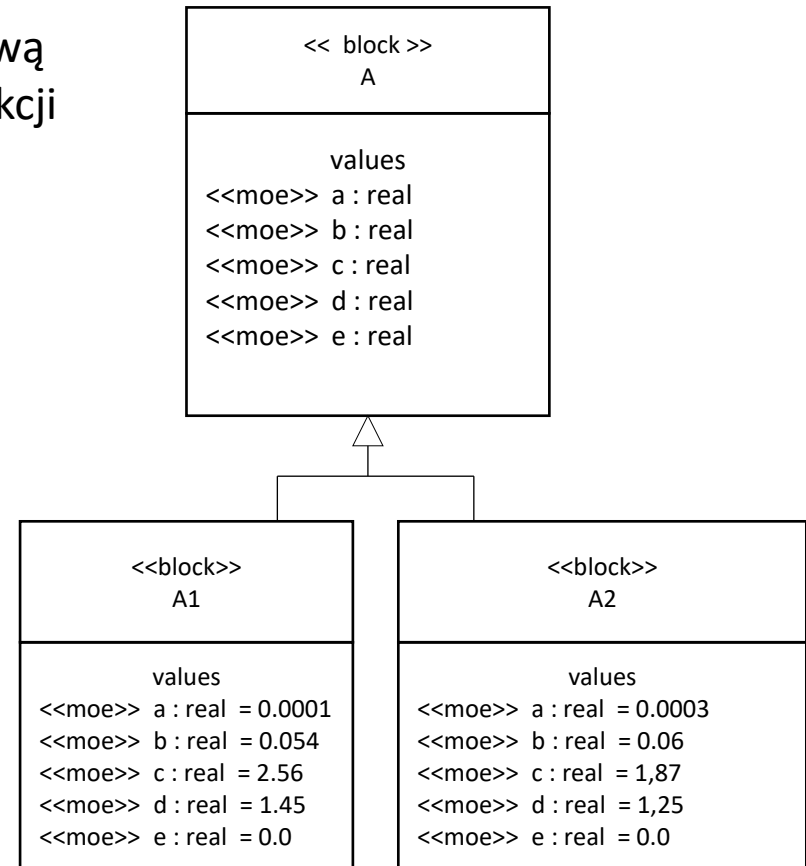 << block >>
A
values
<<moe>> a : real
<<moe>> b : real
<<moe>> c : real
<<moe>> d : real
<<moe>> e : real
<<block>>
A1
values
<<moe>> a : real = 0.0001
<<moe>> b : real = 0.054
<<moe>> c : real = 2.56
<<moe>> d : real = 1.45
<<moe>> e : real = 0.0
<<block>>
A2
values
<<moe>> a : real = 0.0003
<<moe>> b : real = 0.06
<<moe>> c : real = 1,87
<<moe>> d : real = 1,25
<<moe>> e : real = 0.0